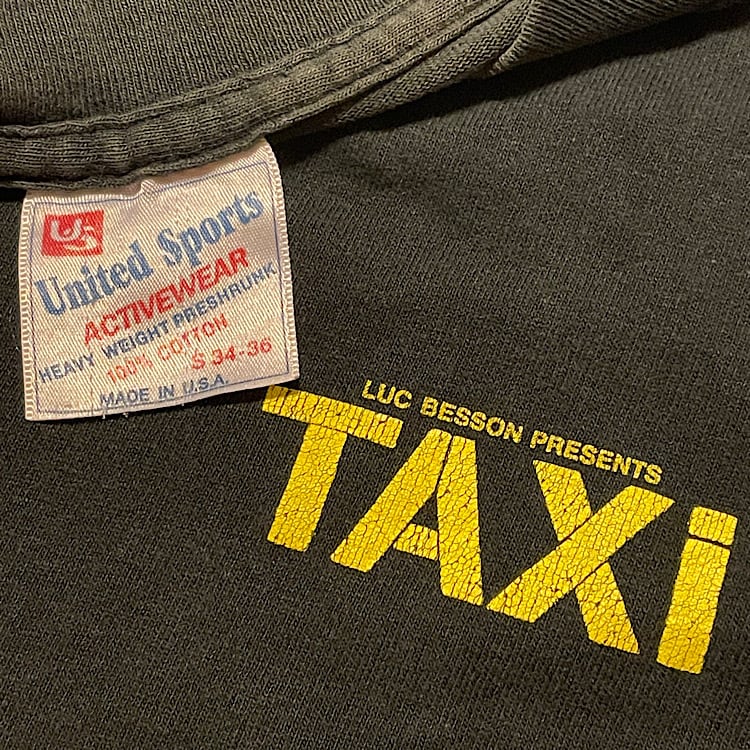 US
United Sports
ACTIVEWEAR
HEAVY WEIGHT PRESHRUNK
100% COTTON
S 34-36
MADE IN U.S.A.
LUC BESSON PRESENTS
TAXi